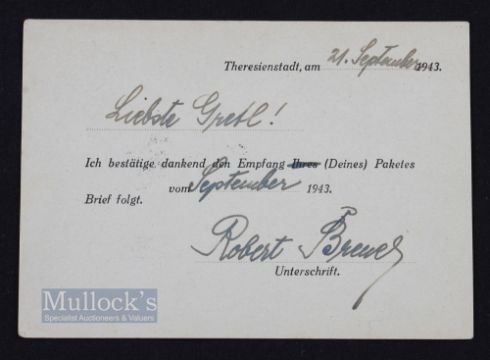 Theresienstadt, am 21. September 1943.
Liebste Gretl!
Ich bestätige dankend den Empfang Ihres (Deines) Paketes
vom September 1943.
Brief folgt.
Robert
Unterschrift.
Mullock's
Specialist Auctioneers & Valuers